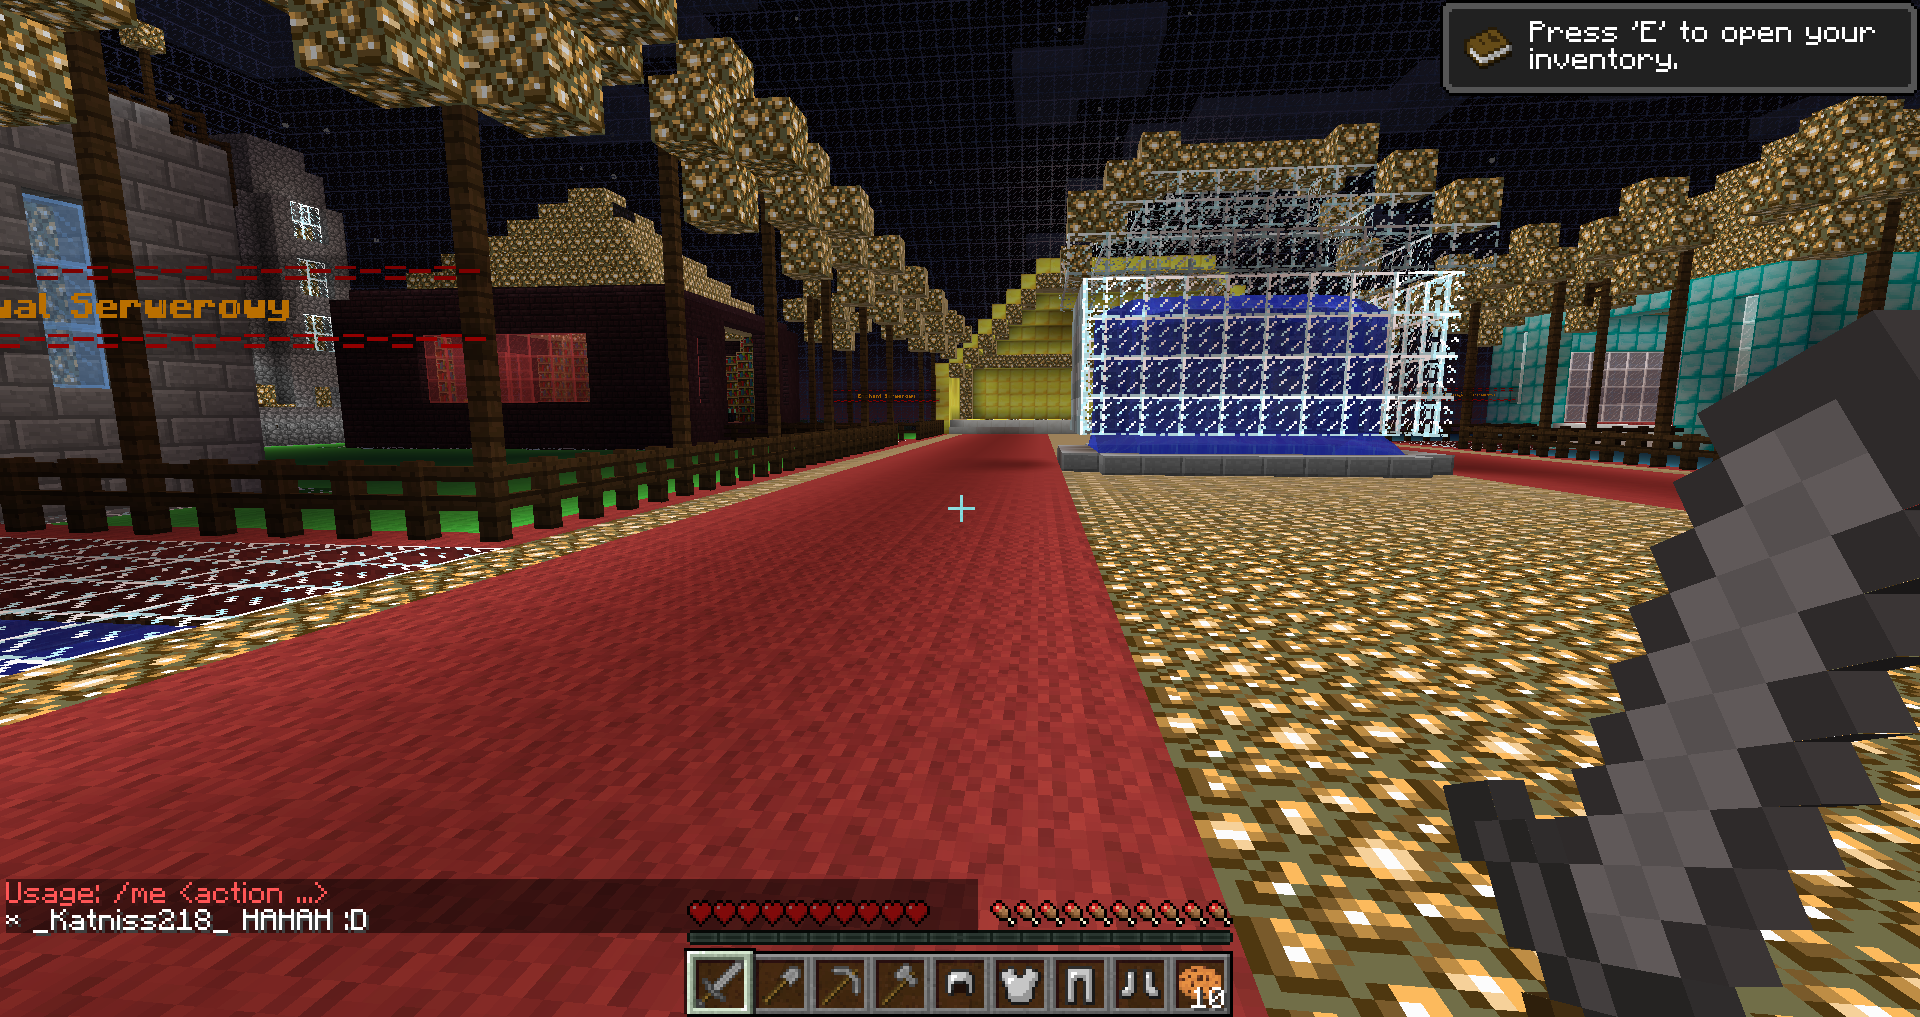 Press 'E' to open your
inventory.
ual Serwerowy
Usage: /me <action ...>
* _Katniss218_ HAHAH :D
10